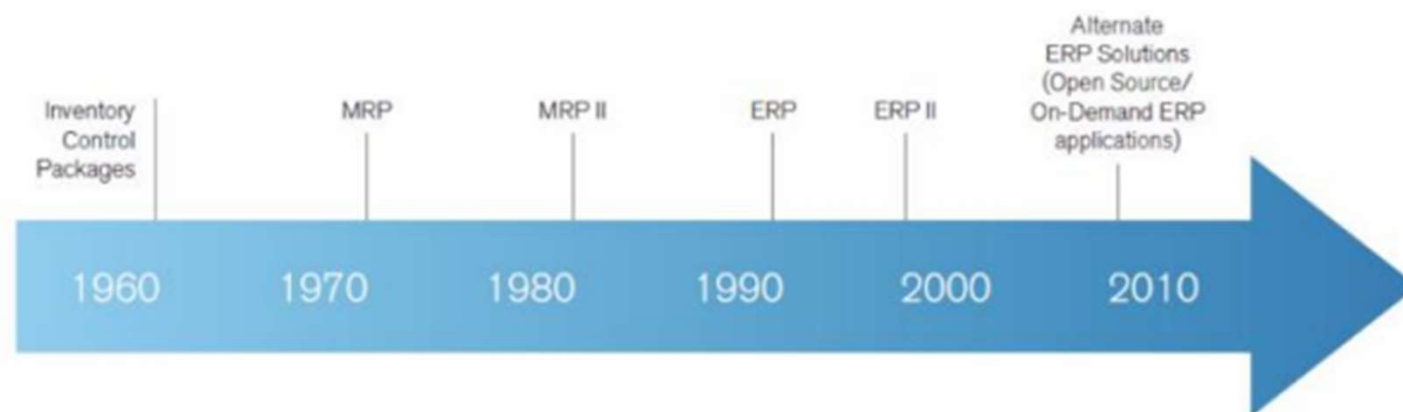 Inventory
Control
Packages
MRP
MRP II
ERP
ERP II
Alternate
ERP Solutions
(Open Source/
On-Demand ERP
applications)
1960
1970
1980
1990
2000
2010